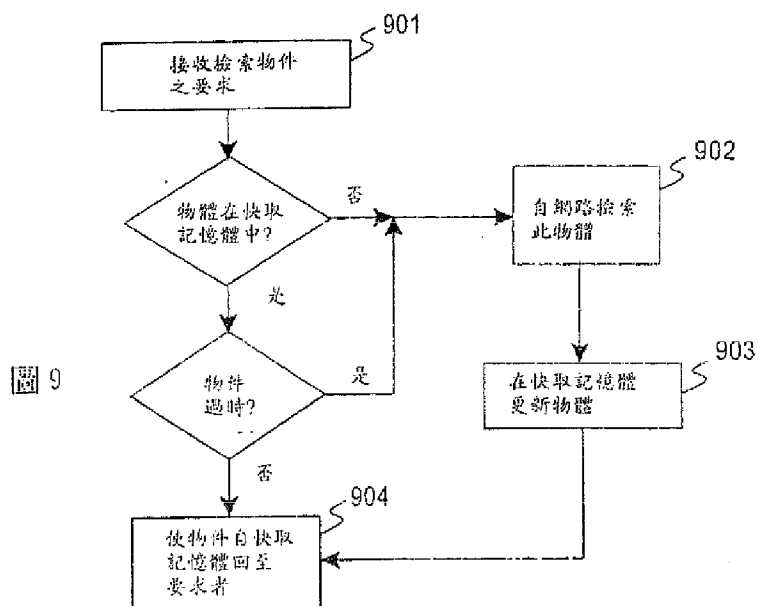 901
接收檢索物件
之要求
物體在快取
記憶體中?
否
902
自網路檢索
此物體
是
圖 9
物件
過時?
是
903
在快取記憶體
更新物體
否
904
使物件自快取
記憶體回至
要求者